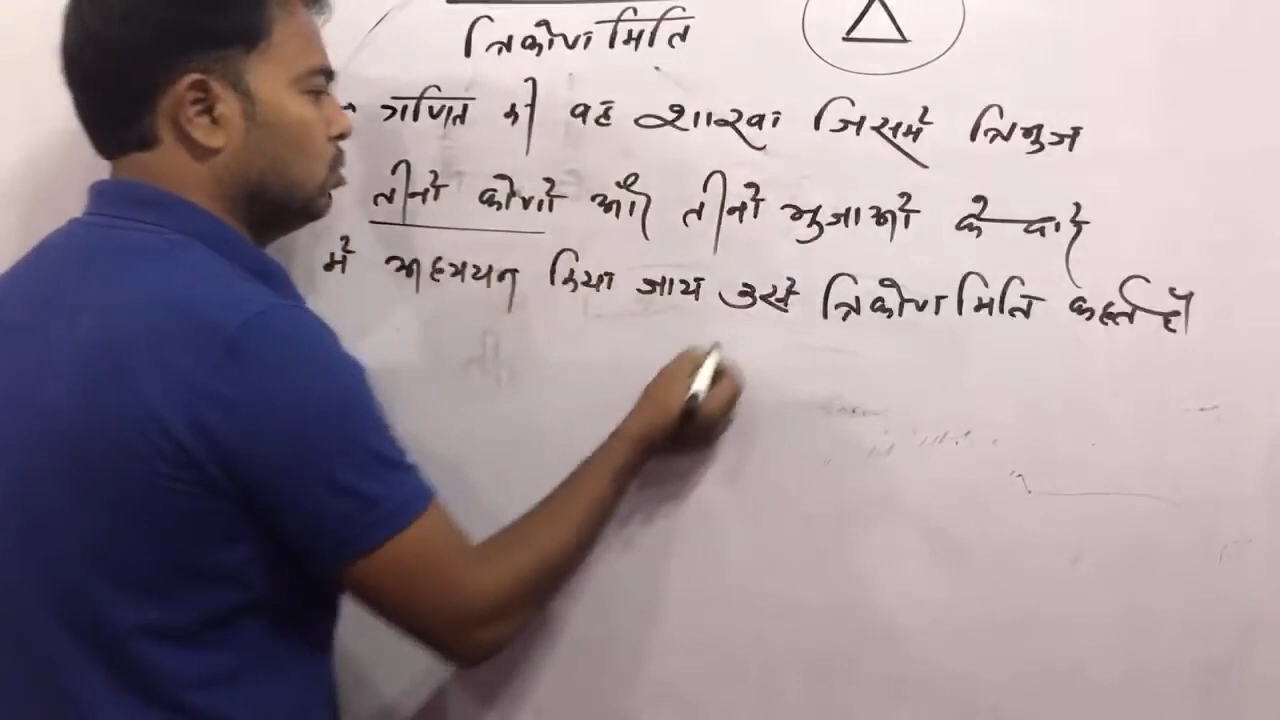 त्रिकोणमिति
गणित की वह शाखा जिसमें त्रिभुज
तीनों कोणों और तीनों भुजाओं के बारे
में अध्ययन किया जाय उसे त्रिकोणमिति कहते हैं